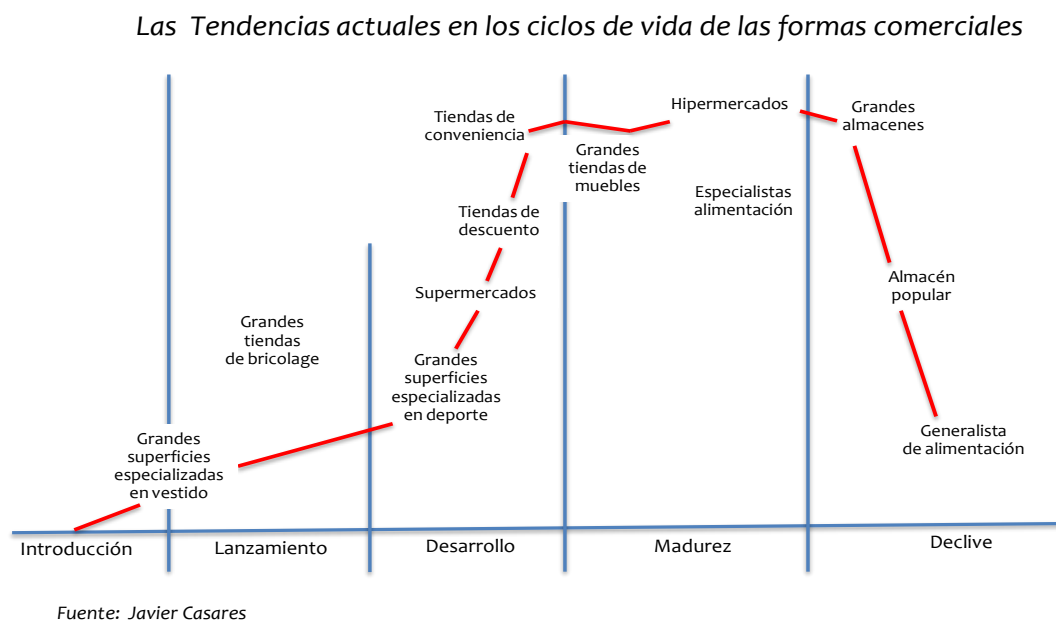 Las Tendencias actuales en los ciclos de vida de las formas comerciales
Tiendas de
conveniencia
Hipermercados
Grandes
almacenes
Grandes
tiendas de
muebles
Especialistas
alimentación
Tiendas de
descuento
Supermercados
Almacén
popular
Grandes
tiendas
de bricolage
Grandes
superficies
especializadas
en deporte
Grandes
superficies
especializadas
en vestido
Generalista
de alimentación
Introducción
Lanzamiento
Desarrollo
Madurez
Declive
Fuente: Javier Casares